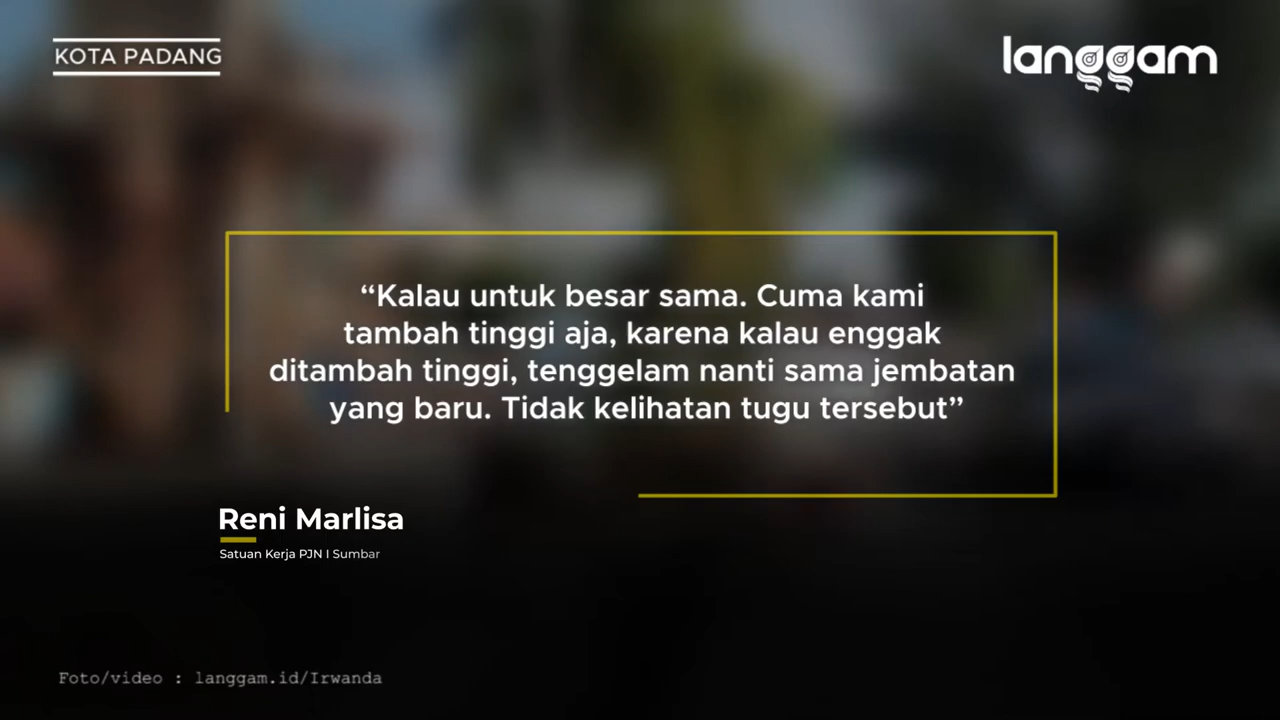 KOTA PADANG
langgam
“Kalau untuk besar sama. Cuma kami
tambah tinggi aja, karena kalau enggak
ditambah tinggi, tenggelam nanti sama jembatan
yang baru. Tidak kelihatan tugu tersebut”
Reni Marlisa
Satuan Kerja PJN I Sumbar
Foto/video : langgam.id/Irwanda